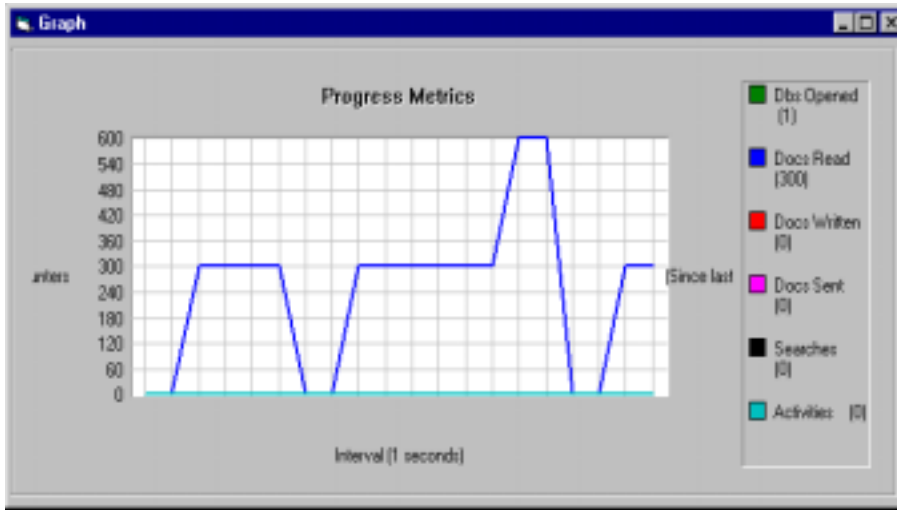 Graph
Progress Metrics
600
540
480
420
360
300
240
180
120
60
0
unters
(Since last
Interval (1 seconds)
Dbs Opened
(1)
Docs Read
(300)
Docs Written
(0)
Docs Sent
(0)
Searches
(0)
Activities (0)